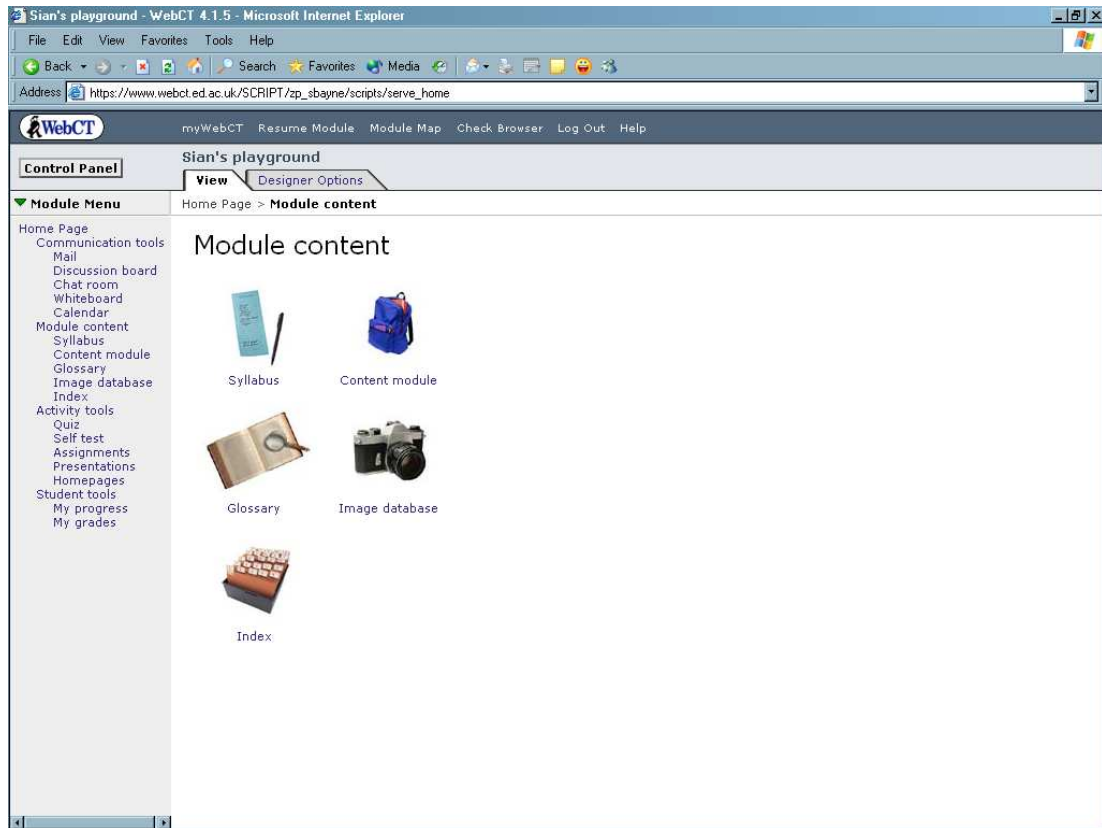 Sian's playground - WebCT 4.1.5 - Microsoft Internet Explorer
File Edit View Favorites Tools Help
Back Search Favorites Media
Address https://www.webct.ed.ac.uk/SCRIPT/zp_sbayne/scripts/serve_home
WebCT myWebCT Resume Module Module Map Check Browser Log Out Help
Control Panel
Sian's playground
View Designer Options
Module Menu
Home Page > Module content
Home Page
Communication tools
Mail
Discussion board
Chat room
Whiteboard
Calendar
Module content
Syllabus
Content module
Glossary
Image database
Index
Activity tools
Quiz
Self test
Assignments
Presentations
Homepages
Student tools
My progress
My grades
Module content
Syllabus Content module
Glossary Image database
Index